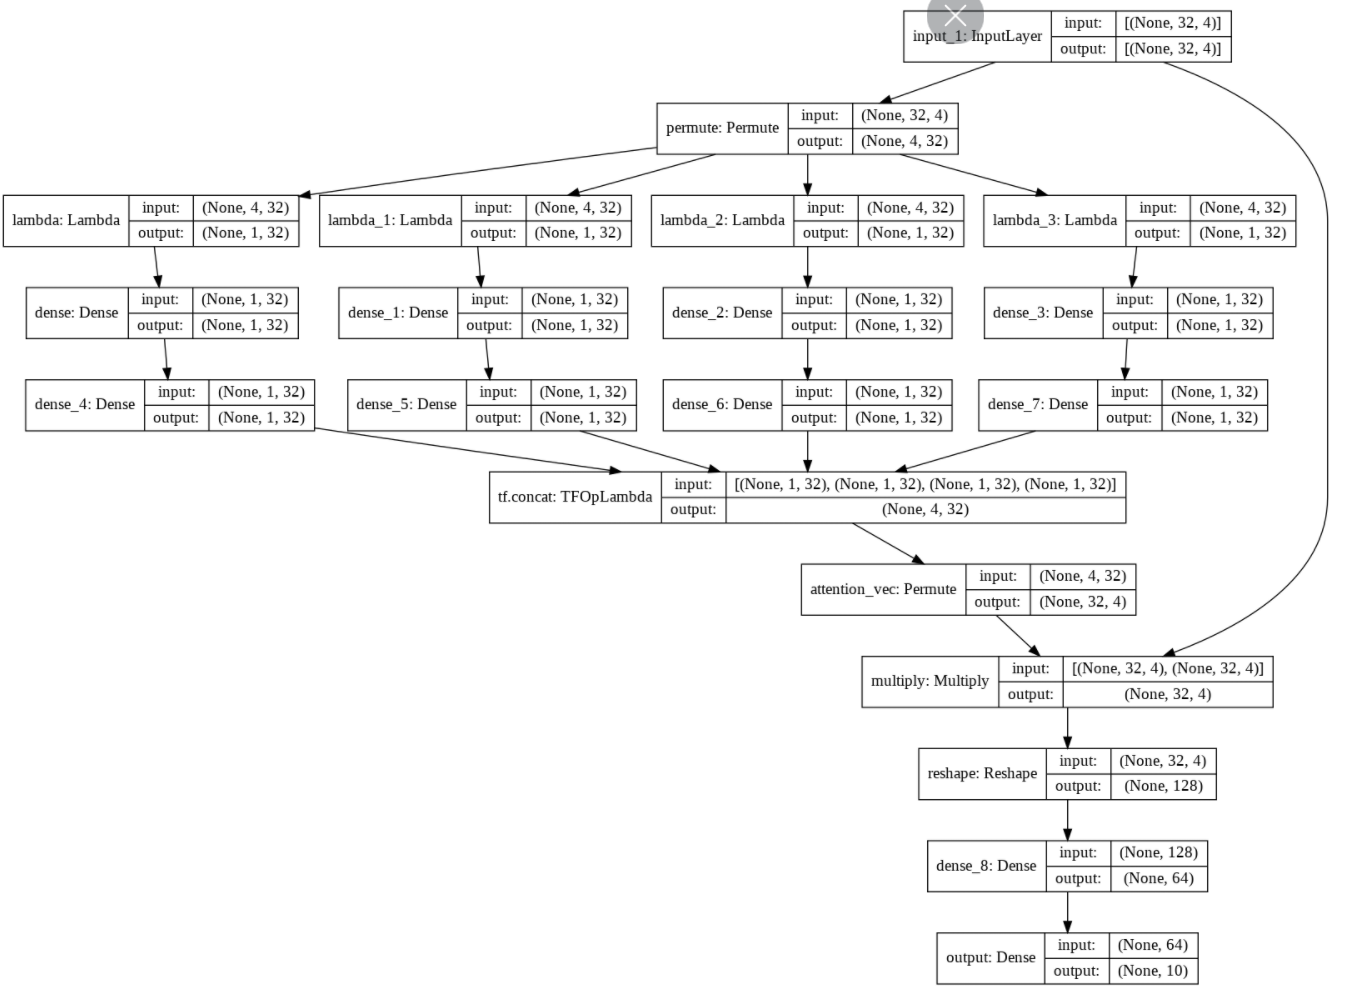 input_1: InputLayer
input: [(None, 32, 4)]
output: [(None, 32, 4)]
permute: Permute
input: (None, 32, 4)
output: (None, 4, 32)
lambda: Lambda
input: (None, 4, 32)
output: (None, 1, 32)
lambda_1: Lambda
input: (None, 4, 32)
output: (None, 1, 32)
lambda_2: Lambda
input: (None, 4, 32)
output: (None, 1, 32)
lambda_3: Lambda
input: (None, 4, 32)
output: (None, 1, 32)
dense: Dense
input: (None, 1, 32)
output: (None, 1, 32)
dense_1: Dense
input: (None, 1, 32)
output: (None, 1, 32)
dense_2: Dense
input: (None, 1, 32)
output: (None, 1, 32)
dense_3: Dense
input: (None, 1, 32)
output: (None, 1, 32)
dense_4: Dense
input: (None, 1, 32)
output: (None, 1, 32)
dense_5: Dense
input: (None, 1, 32)
output: (None, 1, 32)
dense_6: Dense
input: (None, 1, 32)
output: (None, 1, 32)
dense_7: Dense
input: (None, 1, 32)
output: (None, 1, 32)
tf.concat: TFOpLambda
input: [(None, 1, 32), (None, 1, 32), (None, 1, 32), (None, 1, 32)]
output: (None, 4, 32)
attention_vec: Permute
input: (None, 4, 32)
output: (None, 32, 4)
multiply: Multiply
input: [(None, 32, 4), (None, 32, 4)]
output: (None, 32, 4)
reshape: Reshape
input: (None, 32, 4)
output: (None, 128)
dense_8: Dense
input: (None, 128)
output: (None, 64)
output: Dense
input: (None, 64)
output: (None, 10)